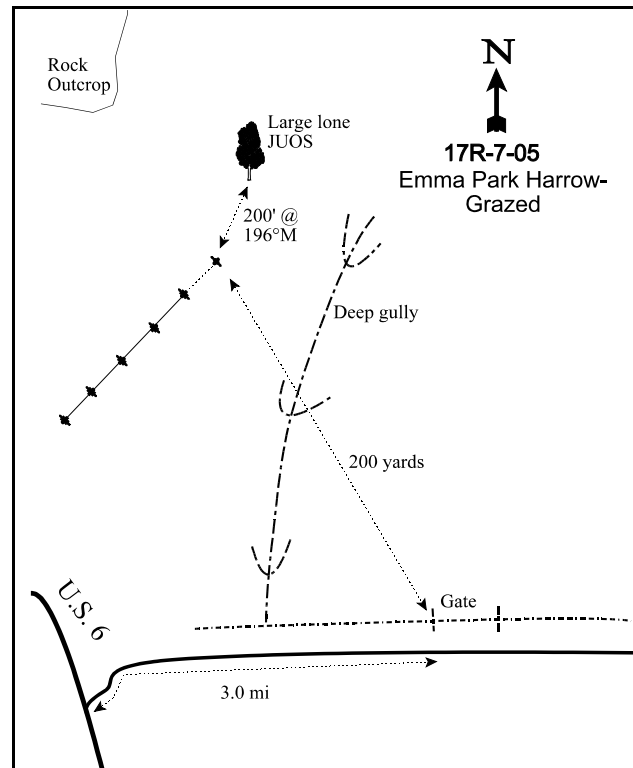 Rock
Outcrop
N
Large lone
JUOS
17R-7-05
Emma Park Harrow-
Grazed
200' @
196°M
Deep gully
200 yards
U.S. 6
Gate
3.0 mi